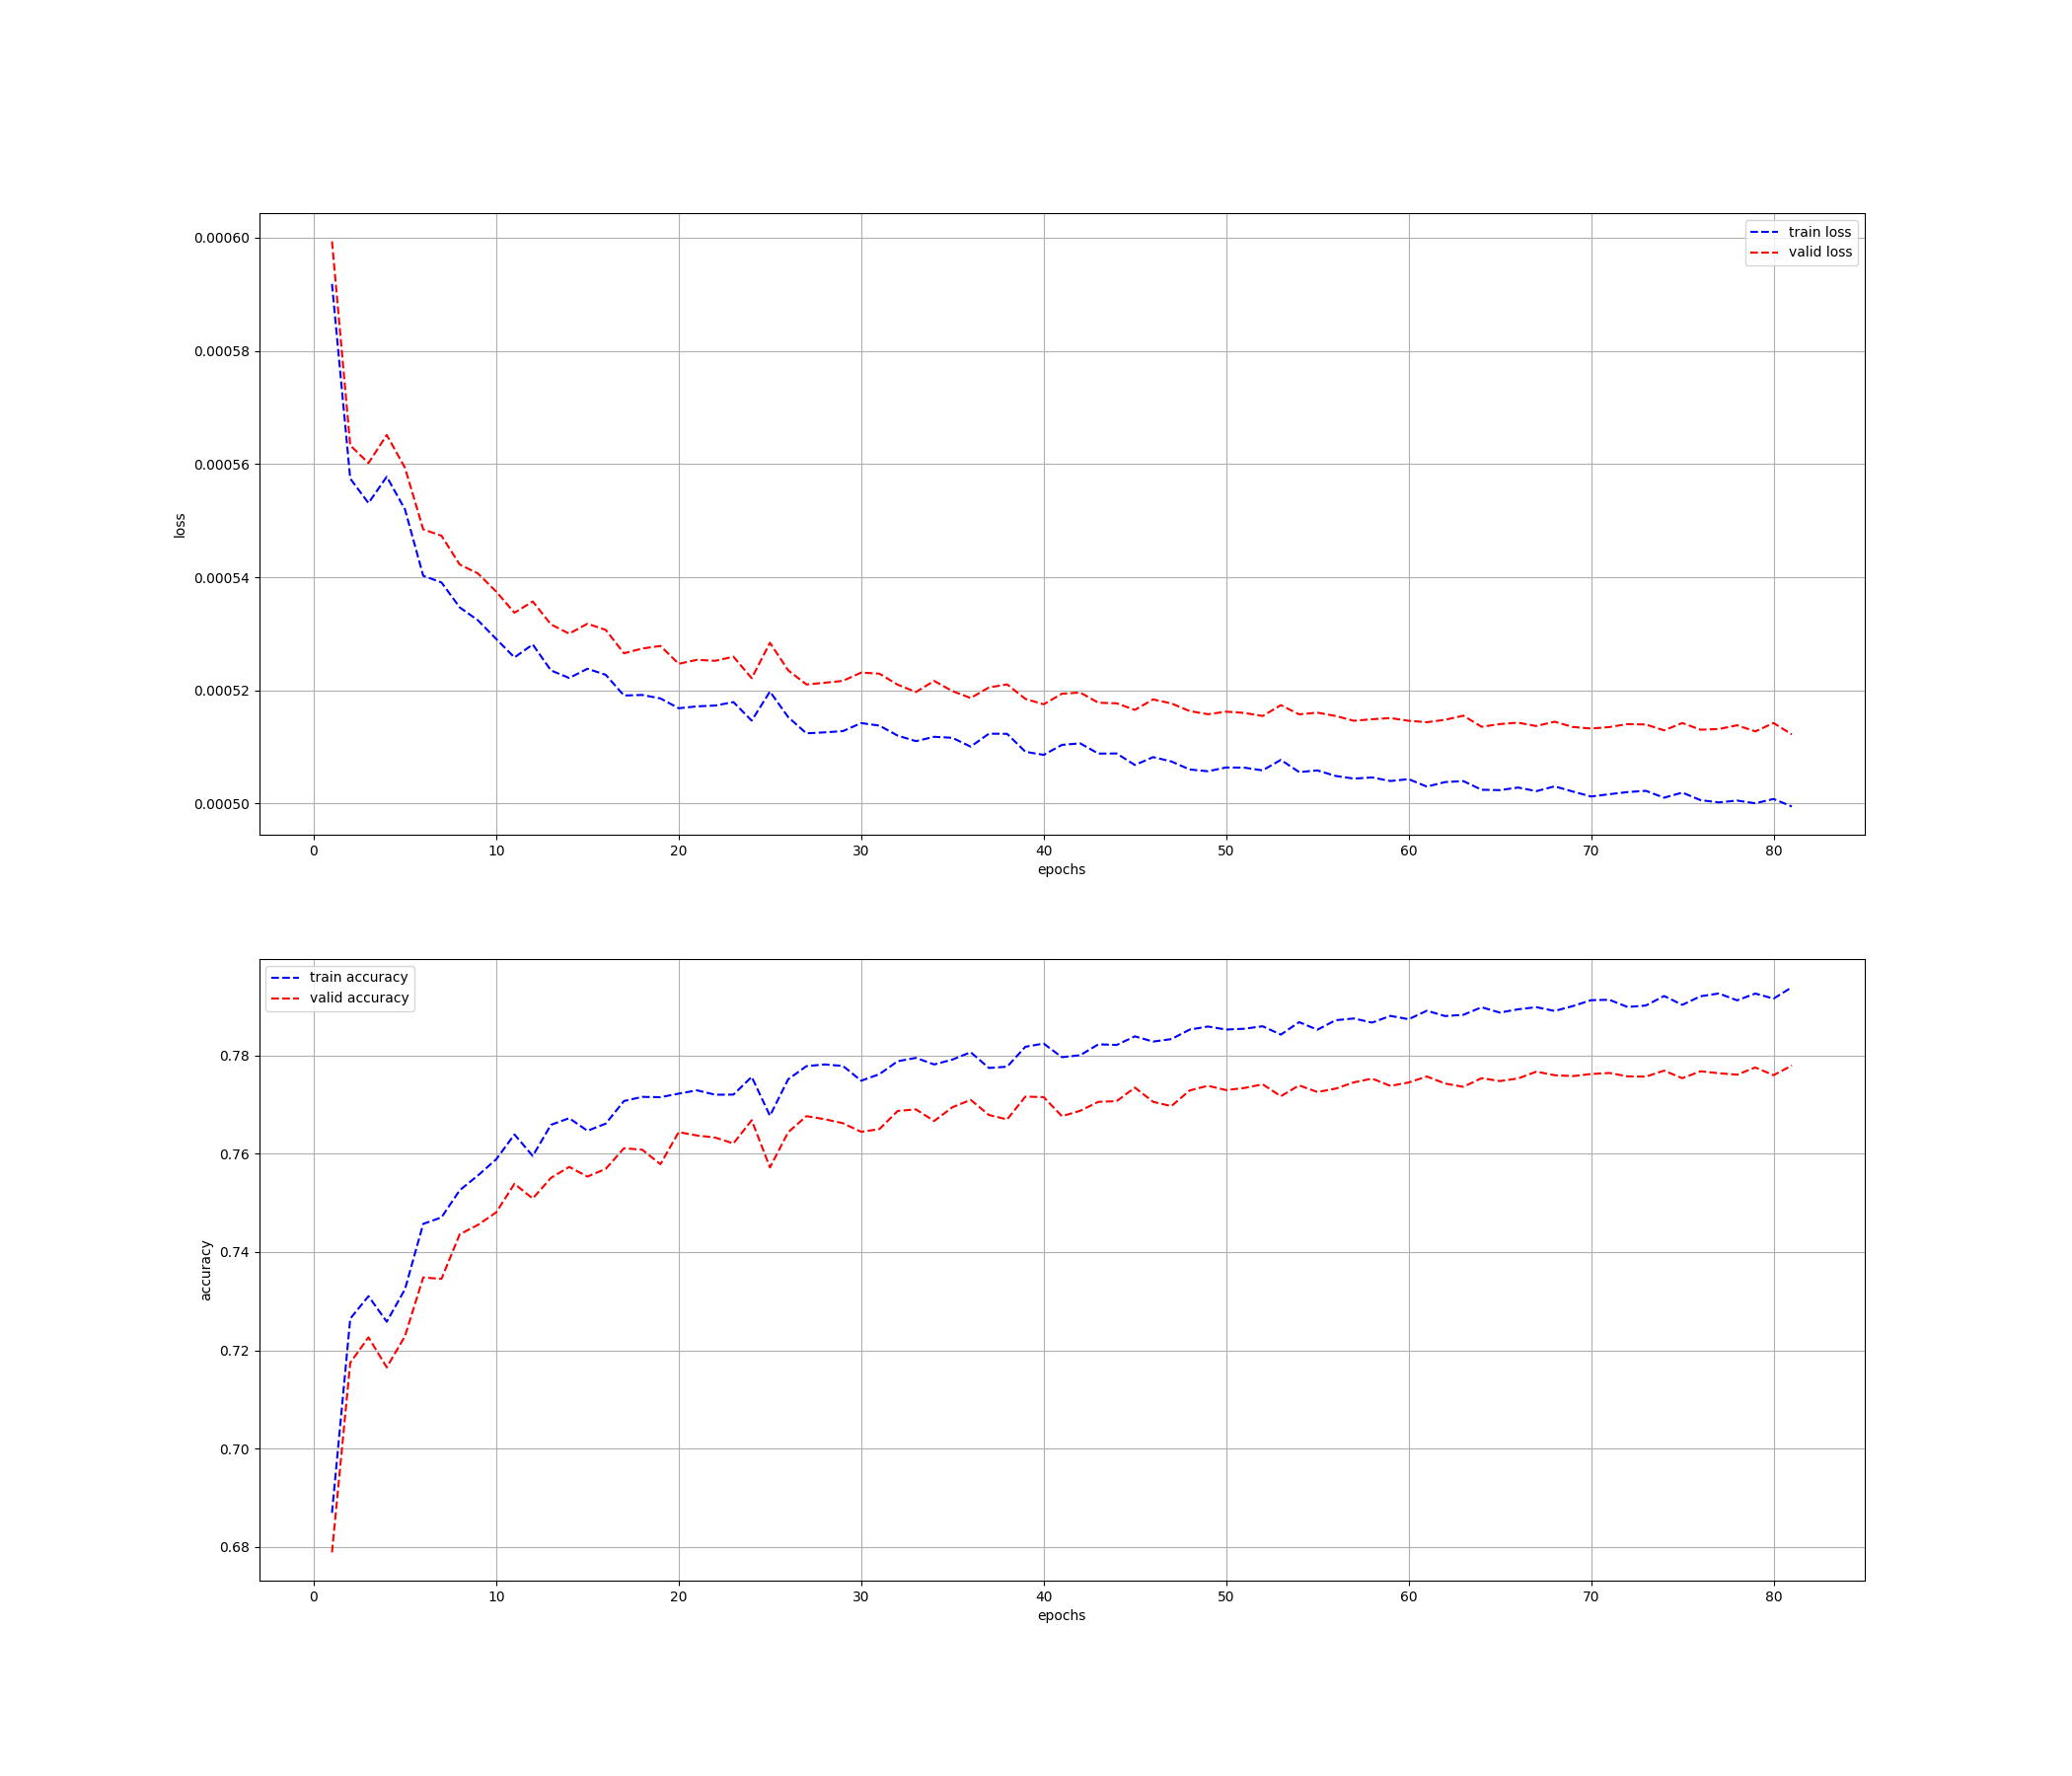 0.00060
0.00058
0.00056
0.00054
0.00052
0.00050
loss
train loss
valid loss
0 10 20 30 40 50 60 70 80
epochs
train accuracy
valid accuracy
0.78
0.76
0.74
0.72
0.70
0.68
accuracy
0 10 20 30 40 50 60 70 80
epochs